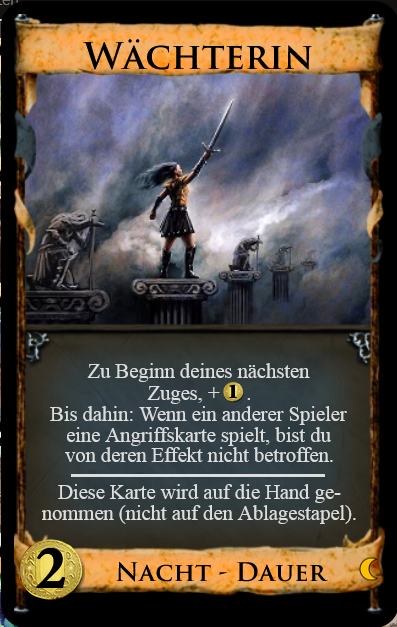 WÄCHTERIN
Zu Beginn deines nächsten
Zuges, + 1 .
Bis dahin: Wenn ein anderer Spieler
eine Angriffskarte spielt, bist du
von deren Effekt nicht betroffen.
Diese Karte wird auf die Hand ge-
nommen (nicht auf den Ablagestapel).
2 NACHT - DAUER